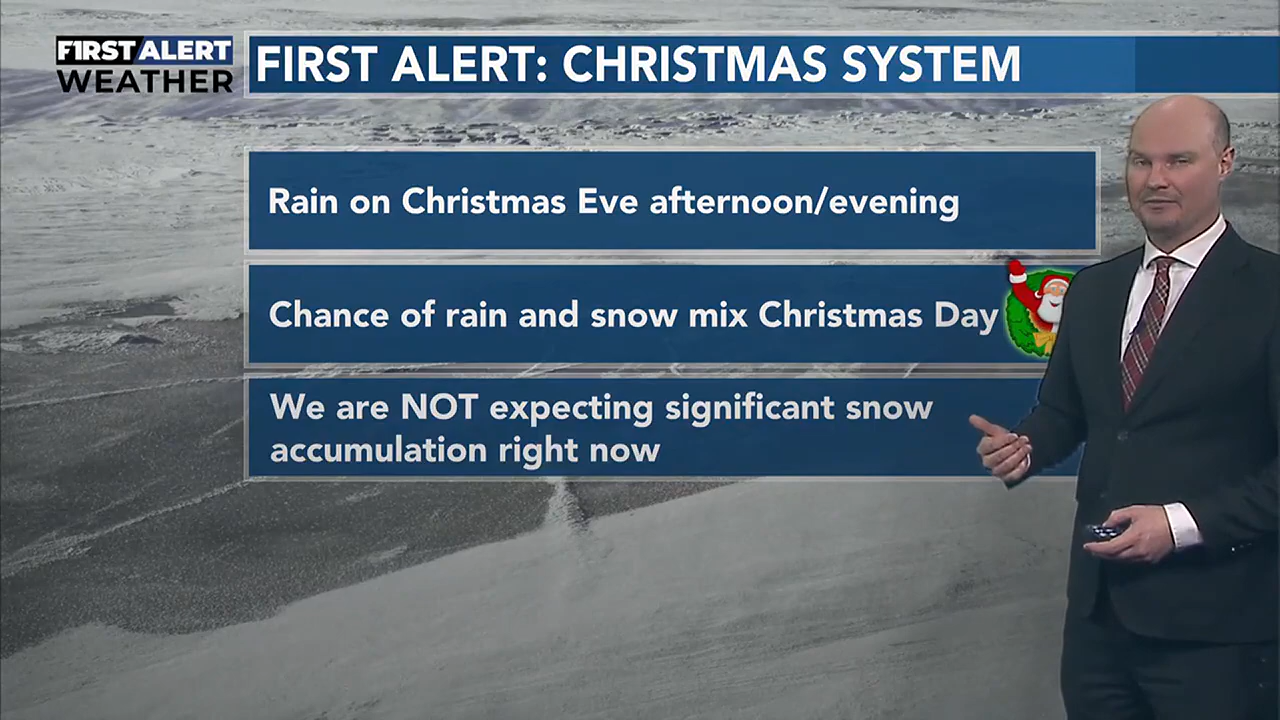 FIRST ALERT
WEATHER
FIRST ALERT: CHRISTMAS SYSTEM
Rain on Christmas Eve afternoon/evening
Chance of rain and snow mix Christmas Day
We are NOT expecting significant snow
accumulation right now